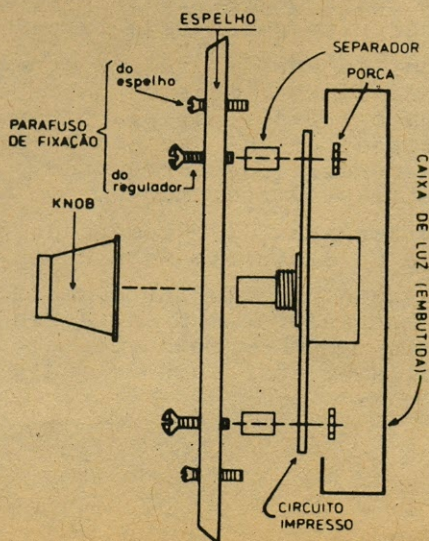 ESPELHO
SEPARADOR
PORCA
do
espelho
PARAFUSO
DE FIXAÇÃO
do
regulador
KNOB
CAIXA DE LUZ (EMBUTIDA)
CIRCUITO
IMPRESSO